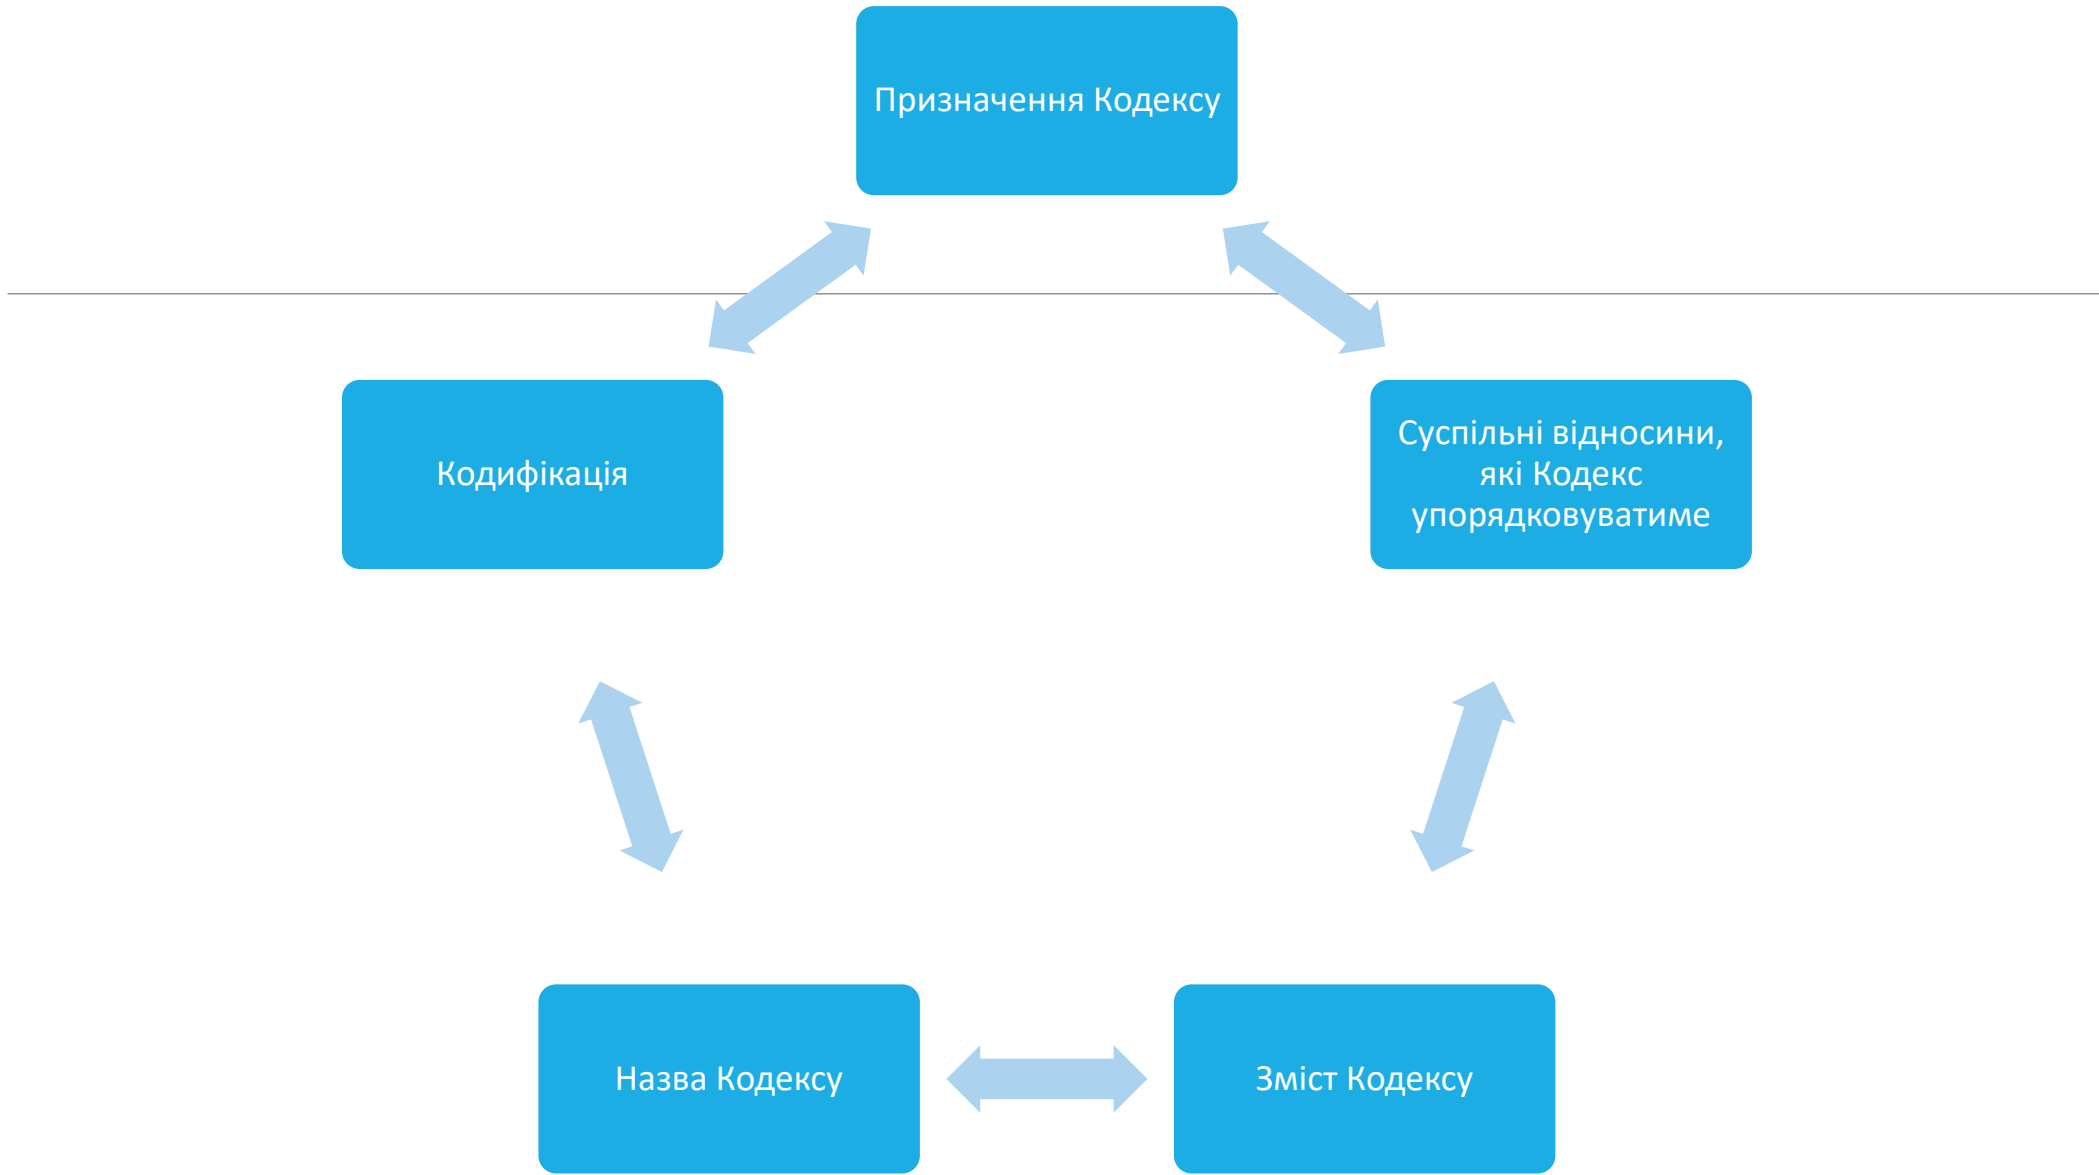 Призначення Кодексу
Кодифікація
Суспільні відносини,
які Кодекс
упорядковуватиме
Назва Кодексу
Зміст Кодексу